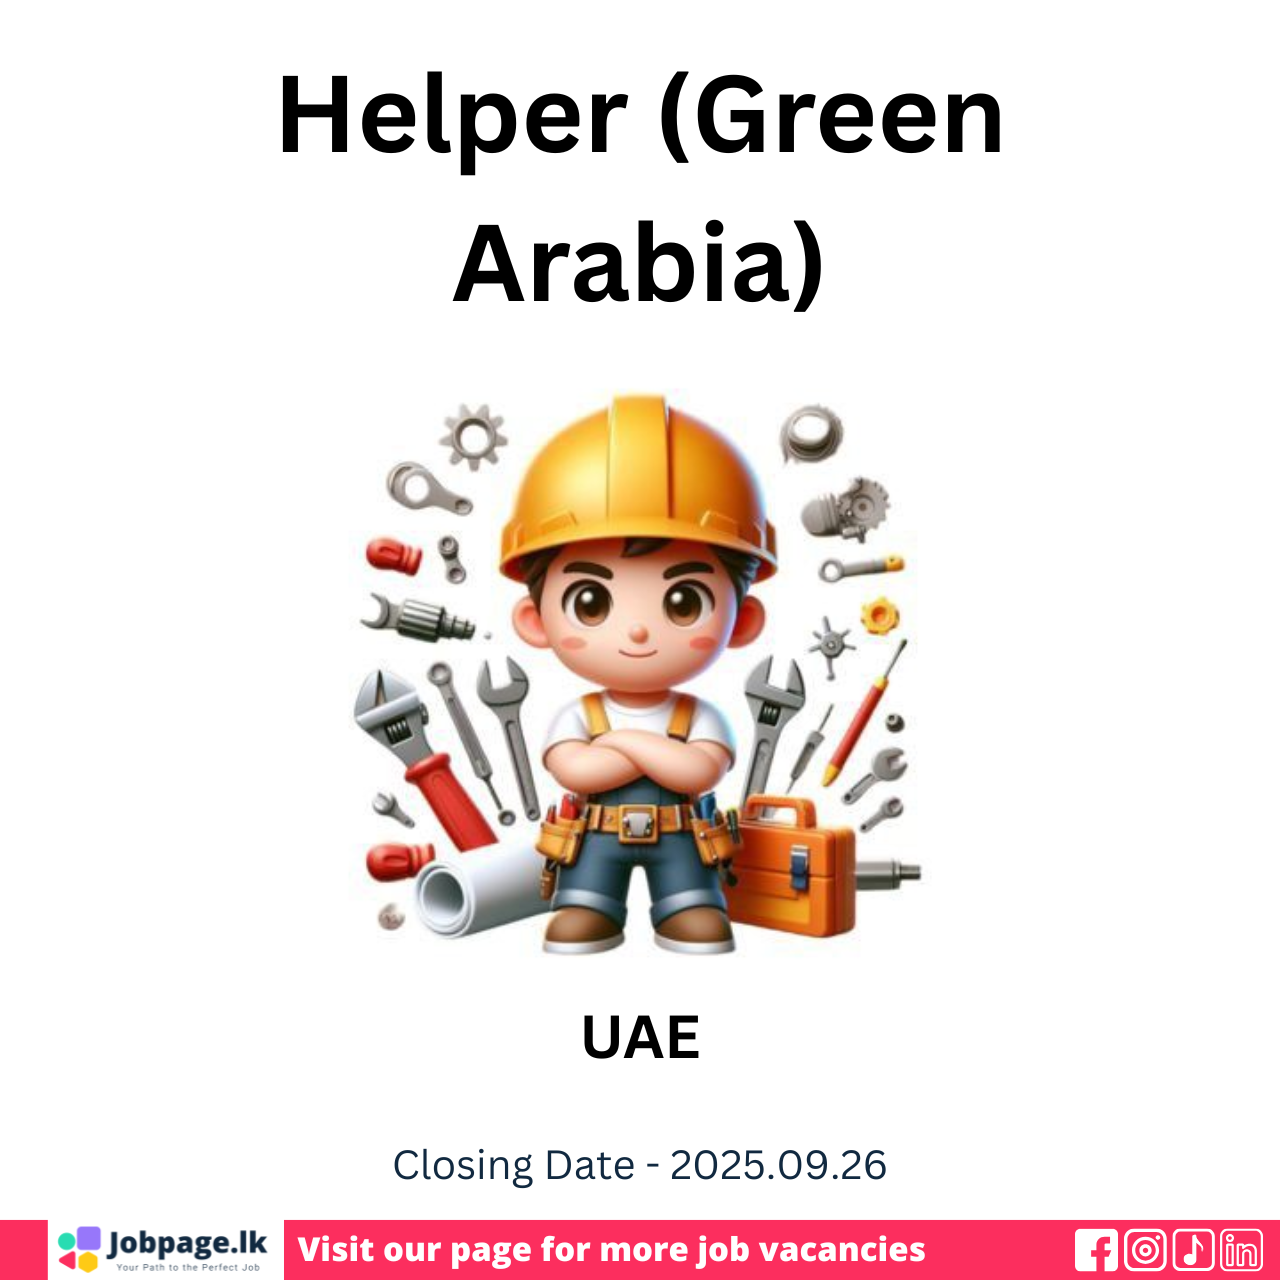 Helper (Green
Arabia)
UAE
Closing Date - 2025.09.26
Jobpage.lk
Your Path to the Perfect Job
Visit our page for more job vacancies